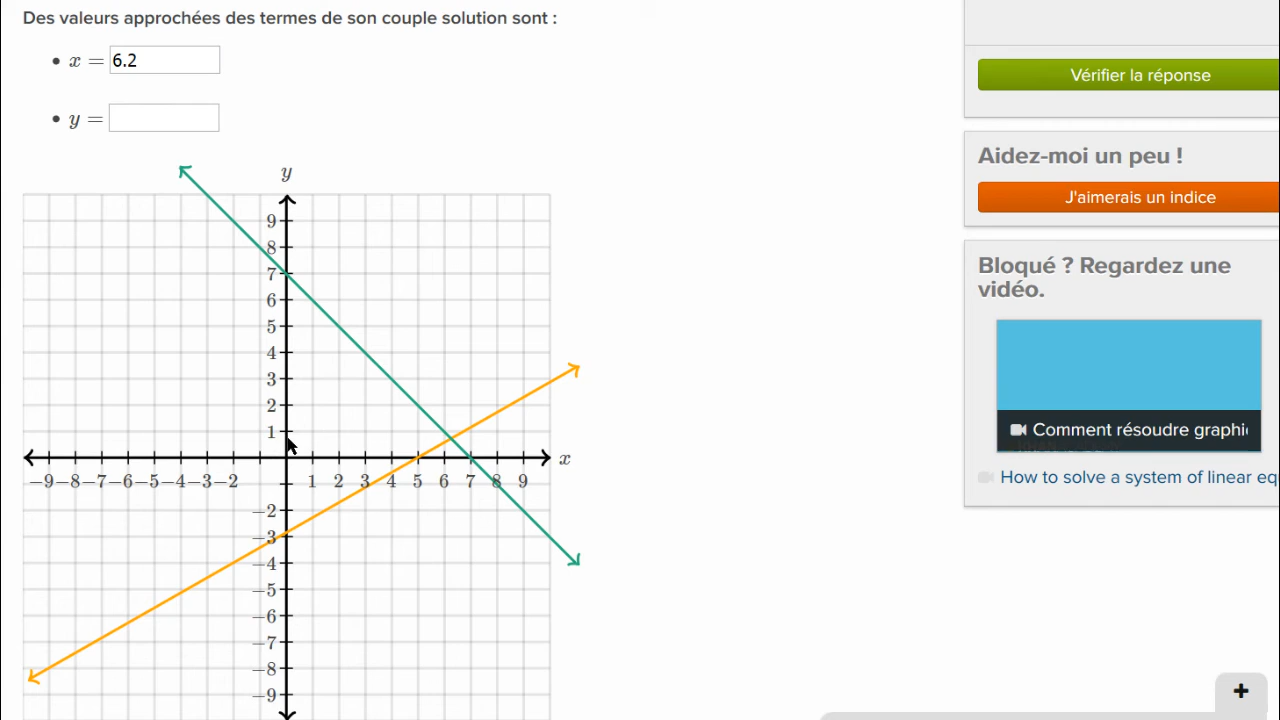 Des valeurs approchées des termes de son couple solution sont :
x = 6.2
y =
Vérifier la réponse
Aidez-moi un peu !
J'aimerais un indice
Bloqué ? Regardez une
vidéo.
Comment résoudre graphi
How to solve a system of linear eq
y
9
8
7
6
5
4
3
2
1
x
−9 −8 −7 −6 −5 −4 −3 −2 1 2 3 4 5 6 7 8 9
−2
−3
−4
−5
−6
−7
−8
−9
+